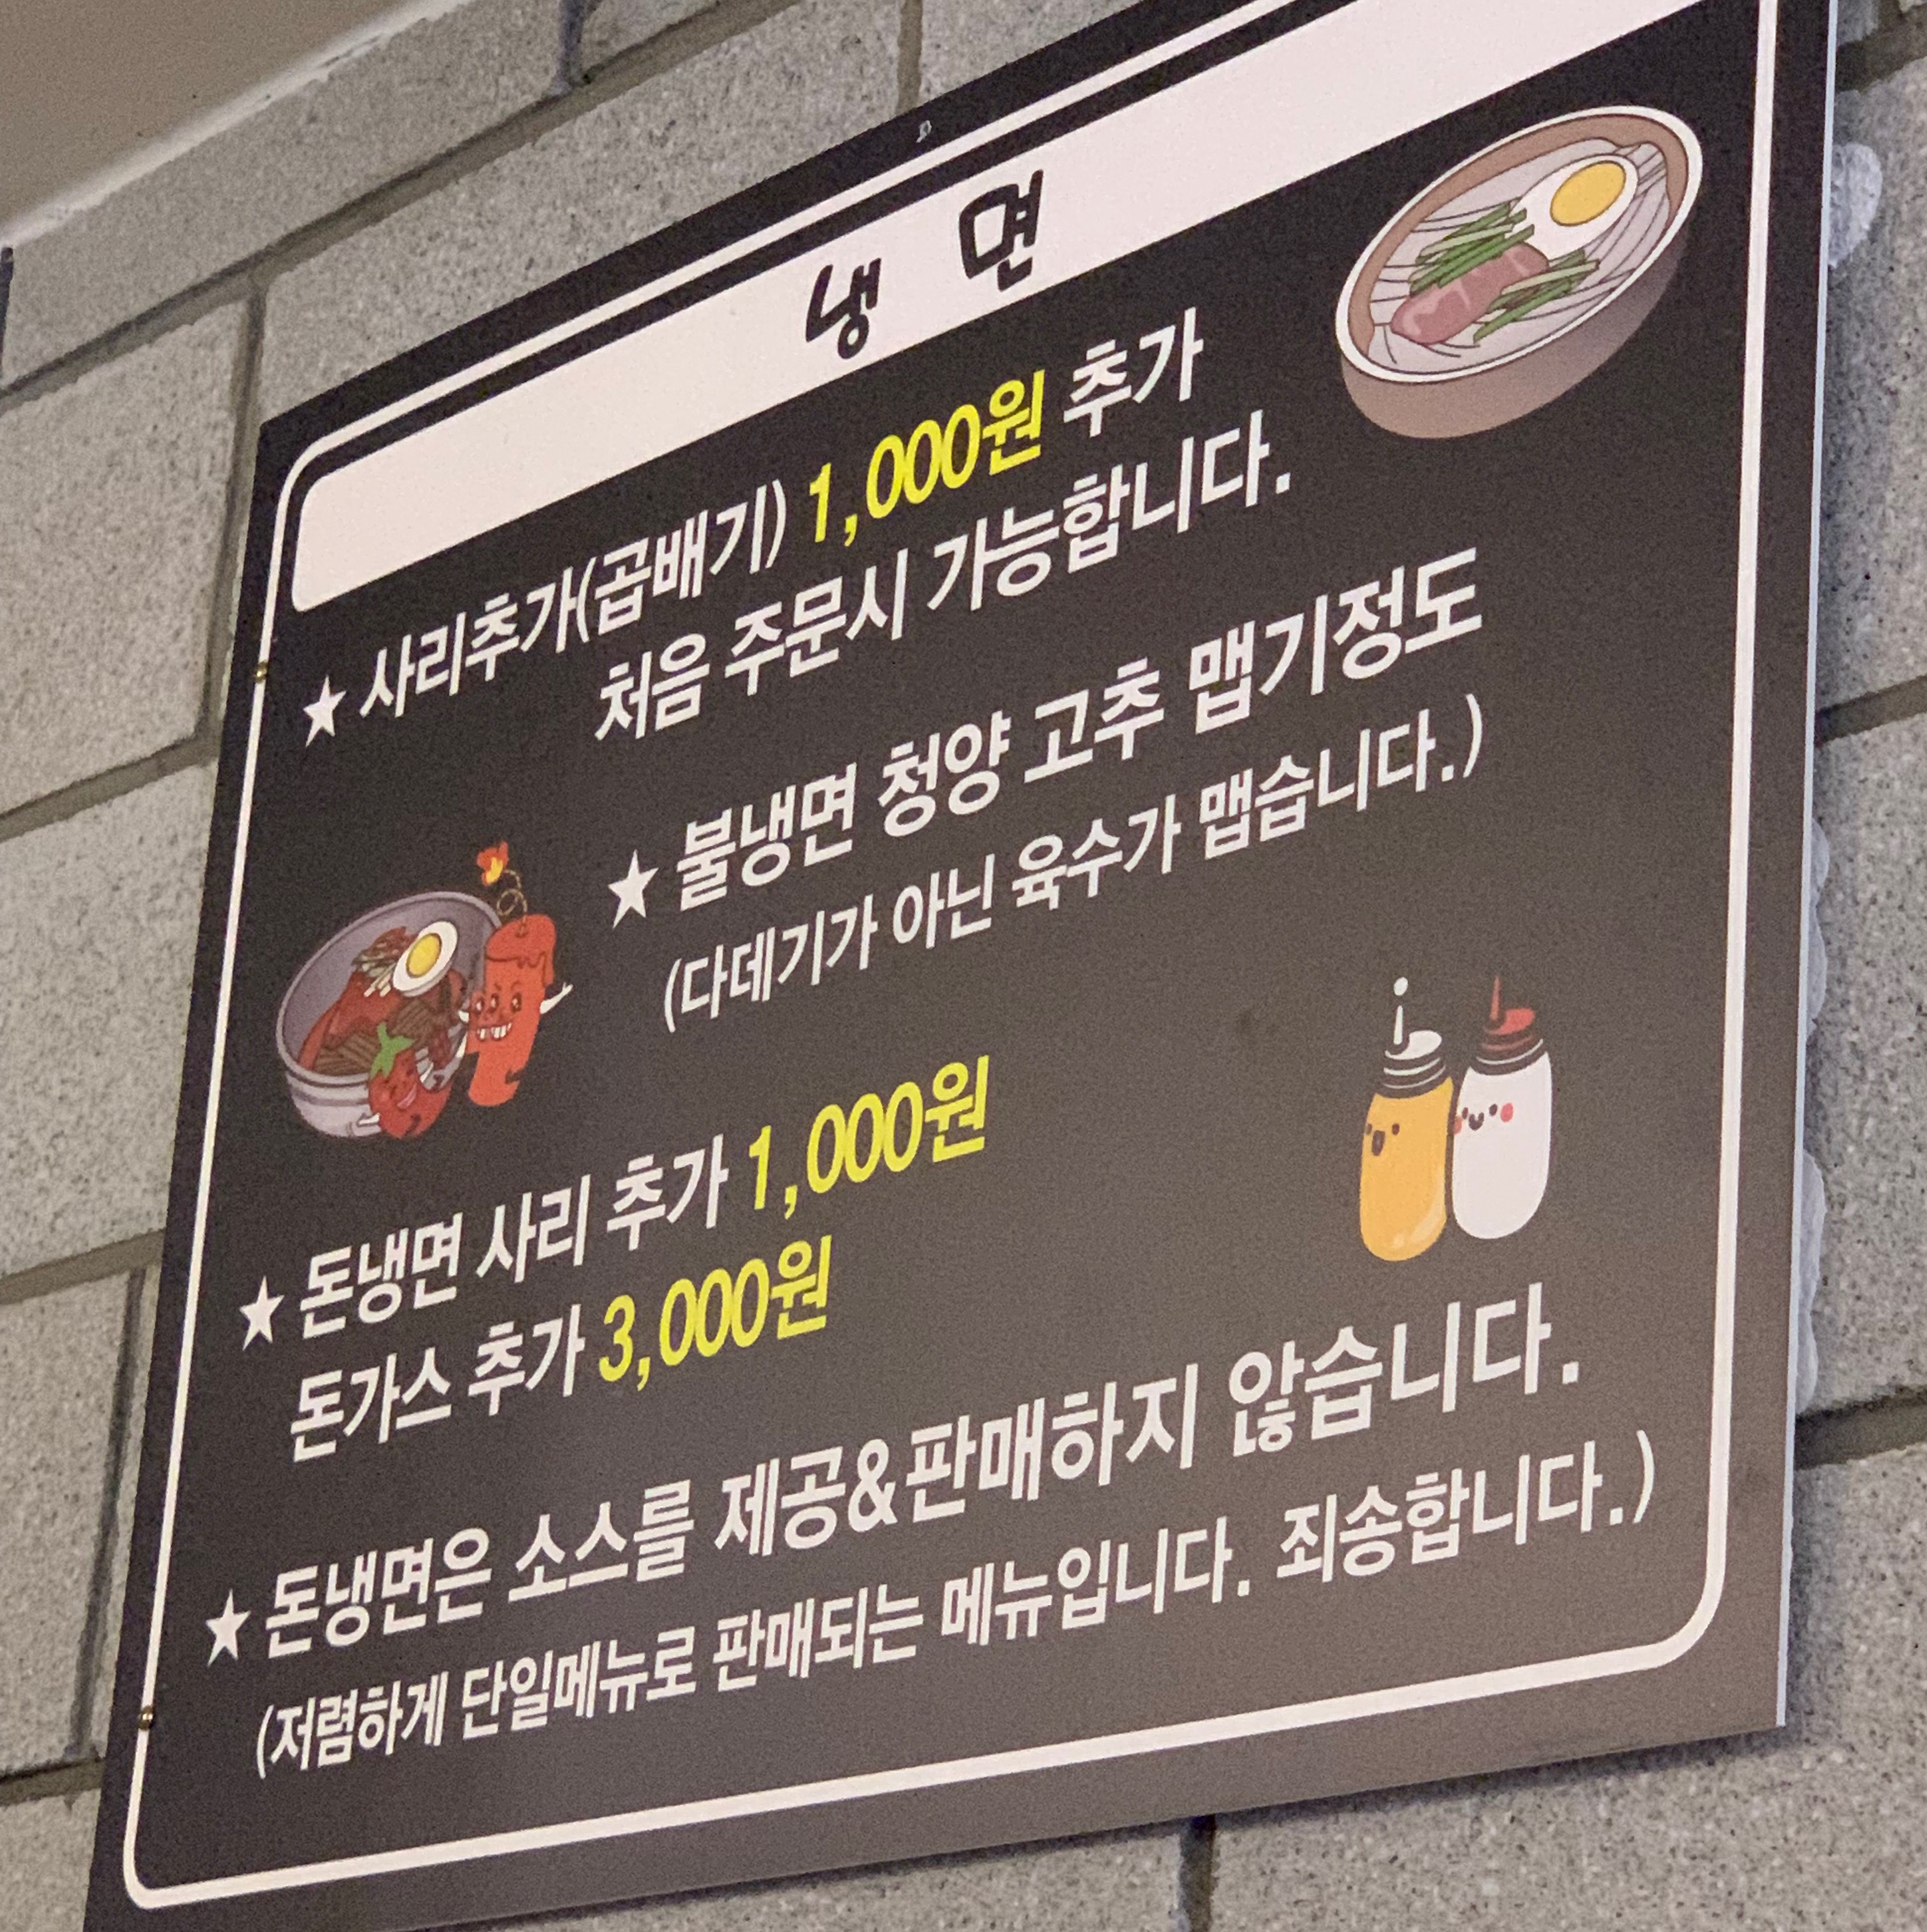 냉 면
★ 사리추가(곱배기) 1,000원 추가
처음 주문시 가능합니다.
★ 불냉면 청양 고추 맵기정도
(다데기가 아닌 육수가 맵습니다.)
★ 돈냉면 사리 추가 1,000원
돈가스 추가 3,000원
★ 돈냉면은 소스를 제공&판매하지 않습니다.
(저렴하게 단일메뉴로 판매되는 메뉴입니다. 죄송합니다.)